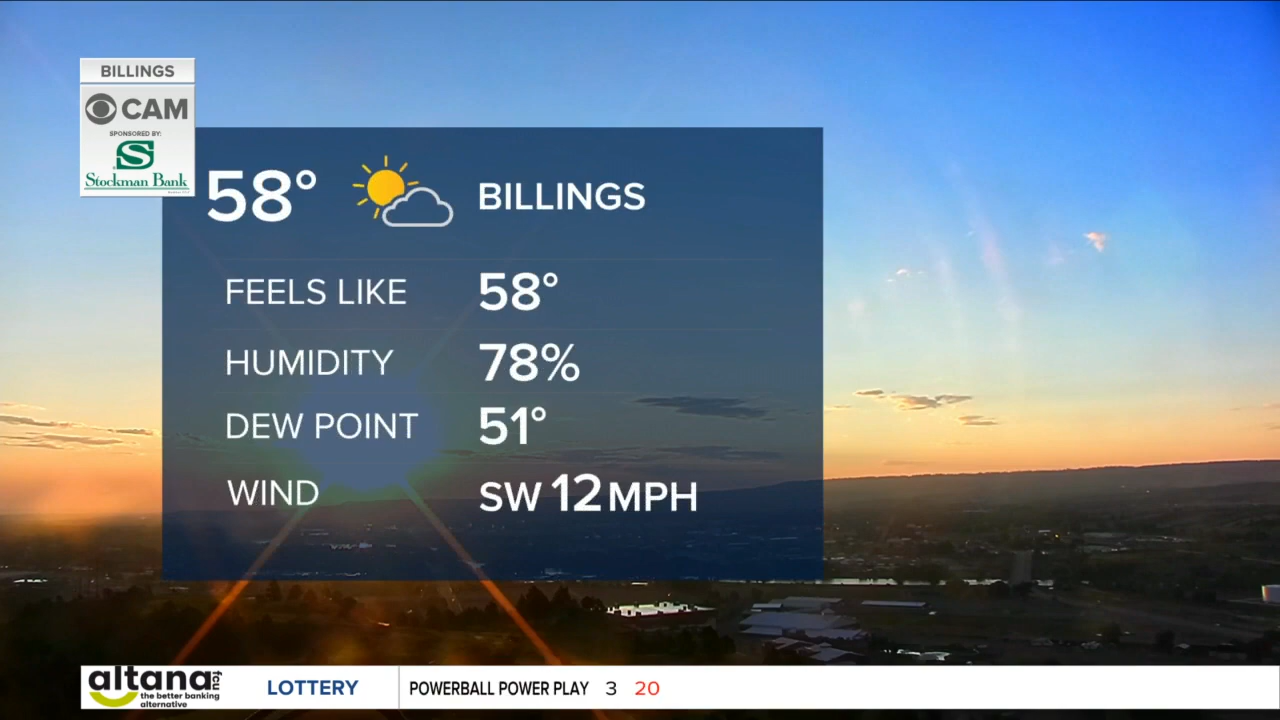 BILLINGS
CAM
SPONSORED BY:
S
Stockman Bank
58° BILLINGS
FEELS LIKE 58°
HUMIDITY 78%
DEW POINT 51°
WIND SW 12 MPH
altana fcu
the better banking
alternative
LOTTERY POWERBALL POWER PLAY 3 20